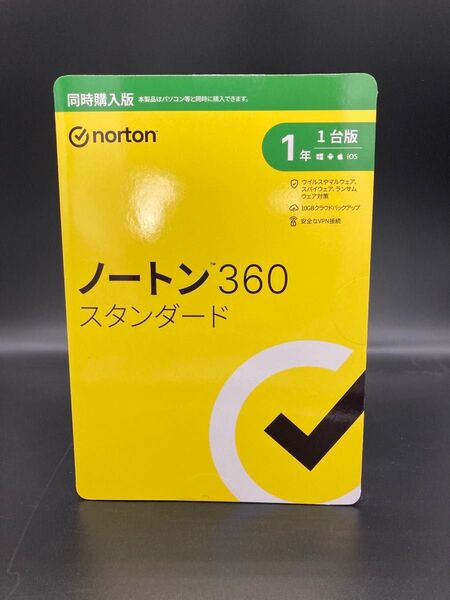 同時購入版 本製品はパソコン等と同時に購入できます。
norton
1年 1台版
iOS
ウイルスやマルウェア、
スパイウェア、ランサム
ウェア対策
10GBクラウドバックアップ
安全なVPN接続
ノートン™ 360
スタンダード